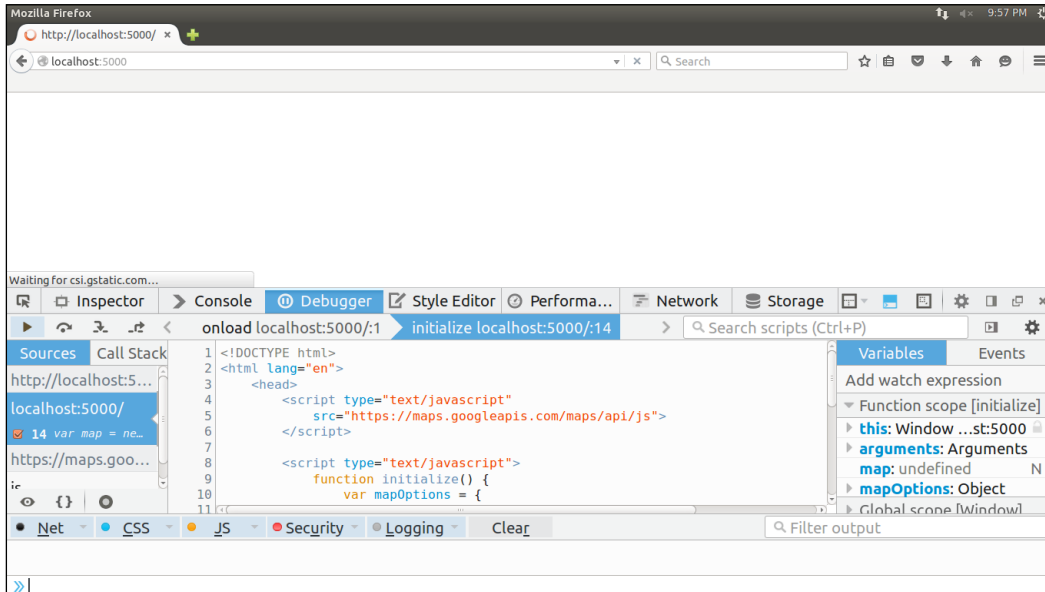 Mozilla Firefox
9:57 PM
http://localhost:5000/ ×
localhost:5000
Search
Waiting for csi.gstatic.com...
Inspector Console Debugger Style Editor Performa... Network Storage
onload localhost:5000/:1 initialize localhost:5000/:14 Search scripts (Ctrl+P)
Sources Call Stack
http://localhost:5...
localhost:5000/
14 var map = ne...
https://maps.goo...
js
{}
1 <!DOCTYPE html>
2 <html lang="en">
3 <head>
4 <script type="text/javascript"
5 src="https://maps.googleapis.com/maps/api/js">
6 </script>
7
8 <script type="text/javascript">
9 function initialize() {
10 var mapOptions = {
11
Variables Events
Add watch expression
Function scope [initialize]
this: Window ...st:5000
arguments: Arguments
map: undefined N
mapOptions: Object
Global scope [Window]
Net CSS JS Security Logging Clear Filter output
»